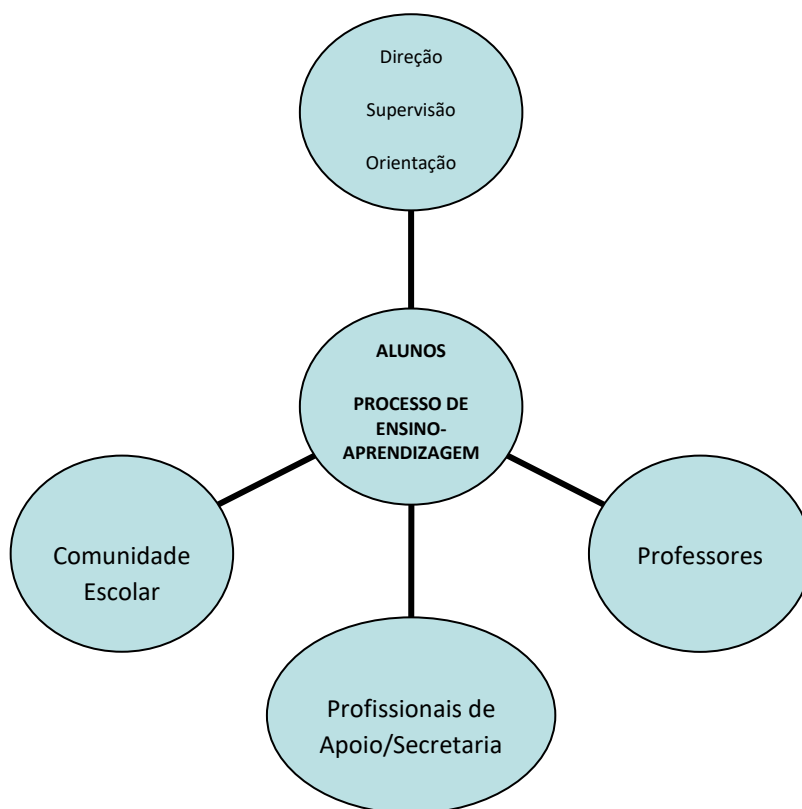 Direção
Supervisão
Orientação
ALUNOS
PROCESSO DE
ENSINO-
APRENDIZAGEM
Comunidade
Escolar
Professores
Profissionais de
Apoio/Secretaria